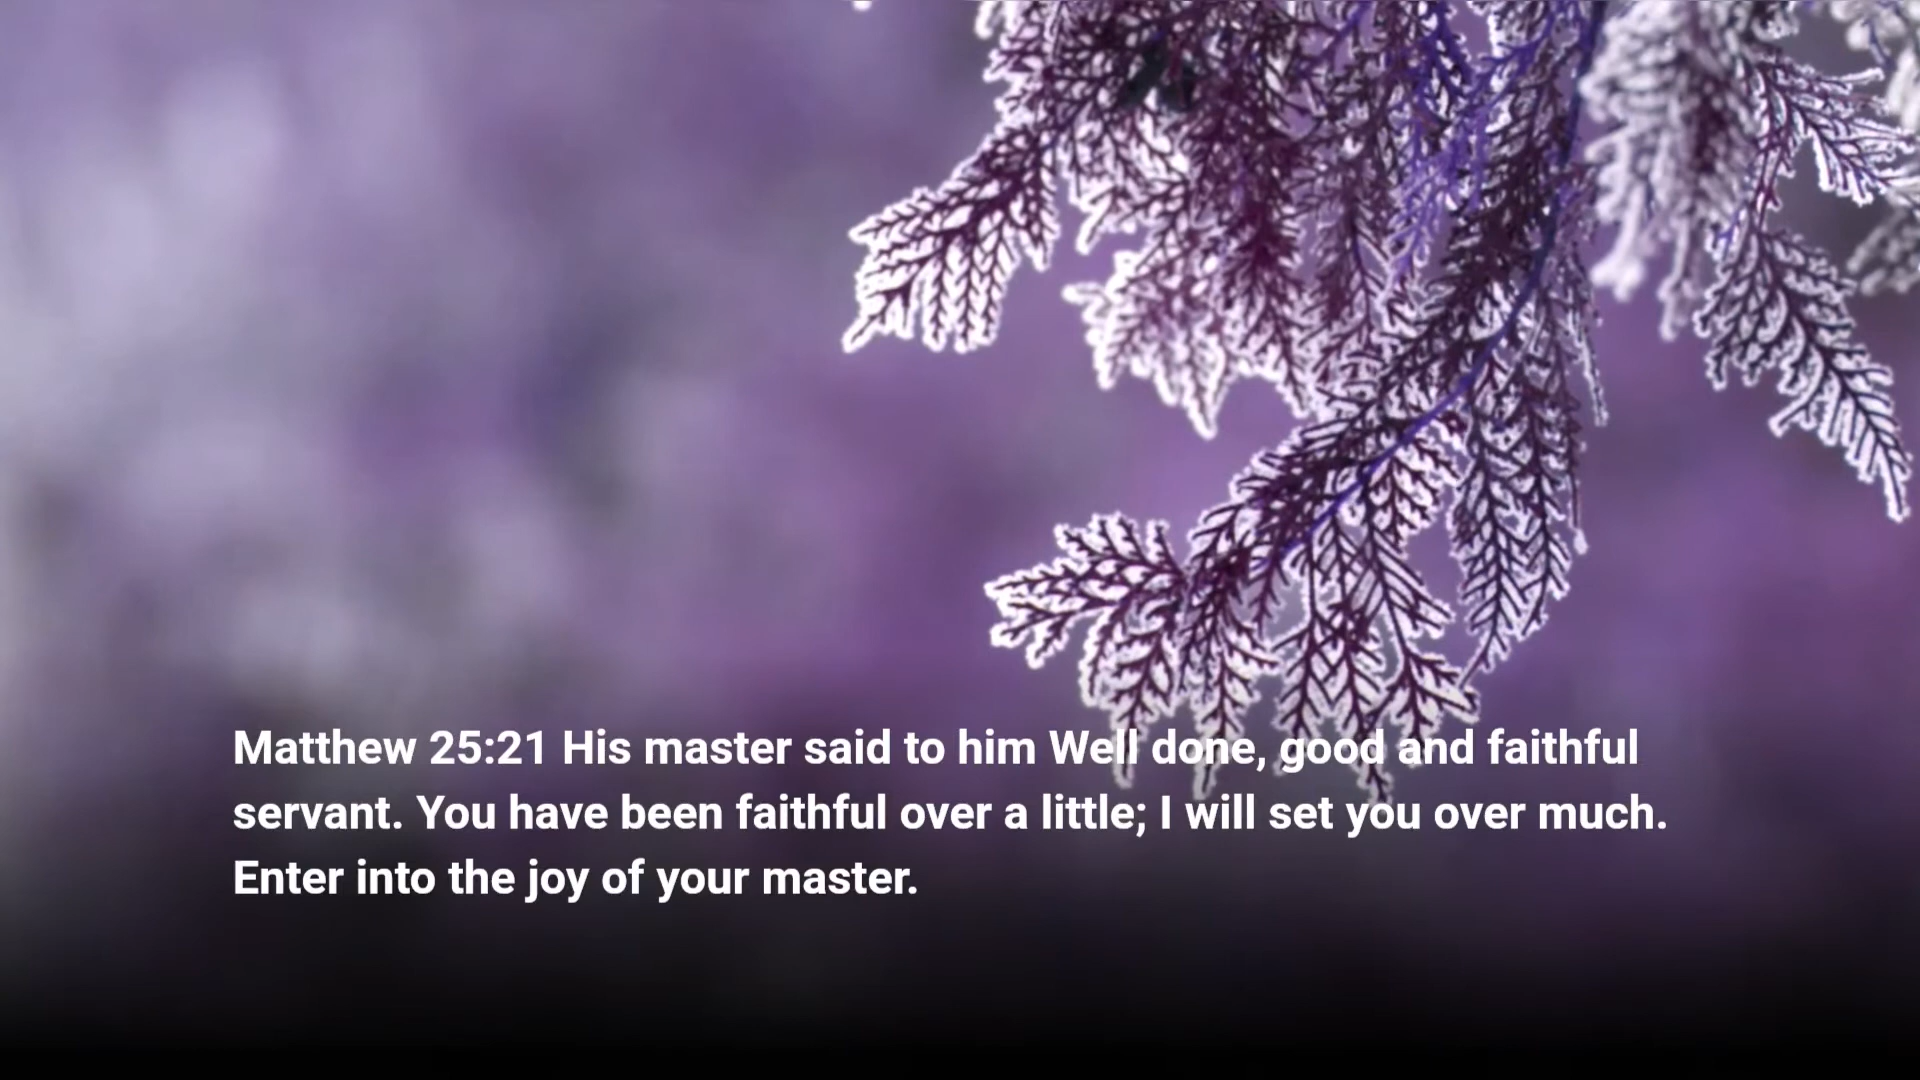 Matthew 25:21 His master said to him Well done, good and faithful
servant. You have been faithful over a little; I will set you over much.
Enter into the joy of your master.